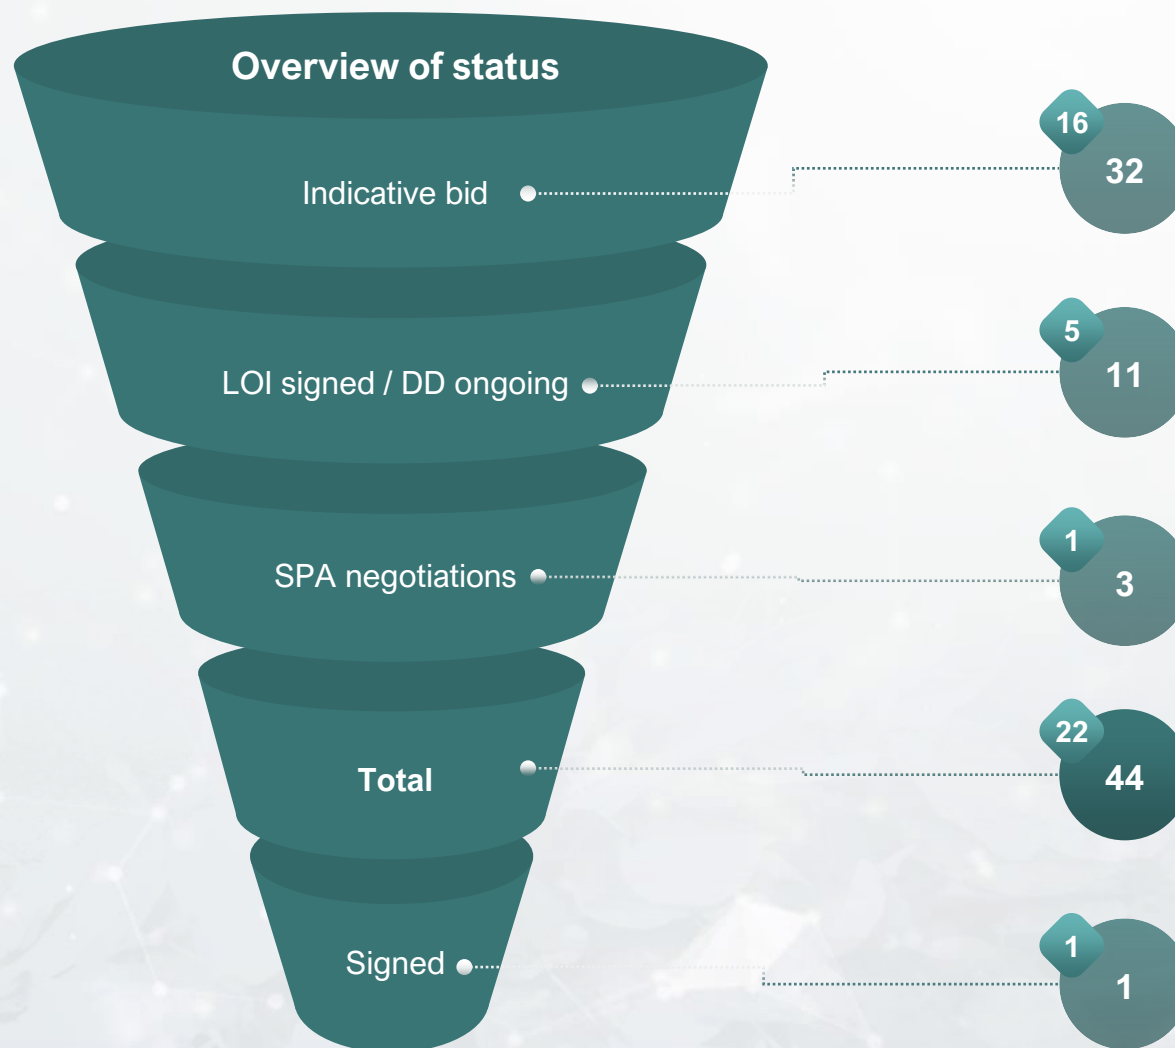 Overview of status
Indicative bid
16
32
LOI signed / DD ongoing
5
11
SPA negotiations
1
3
Total
22
44
Signed
1
1